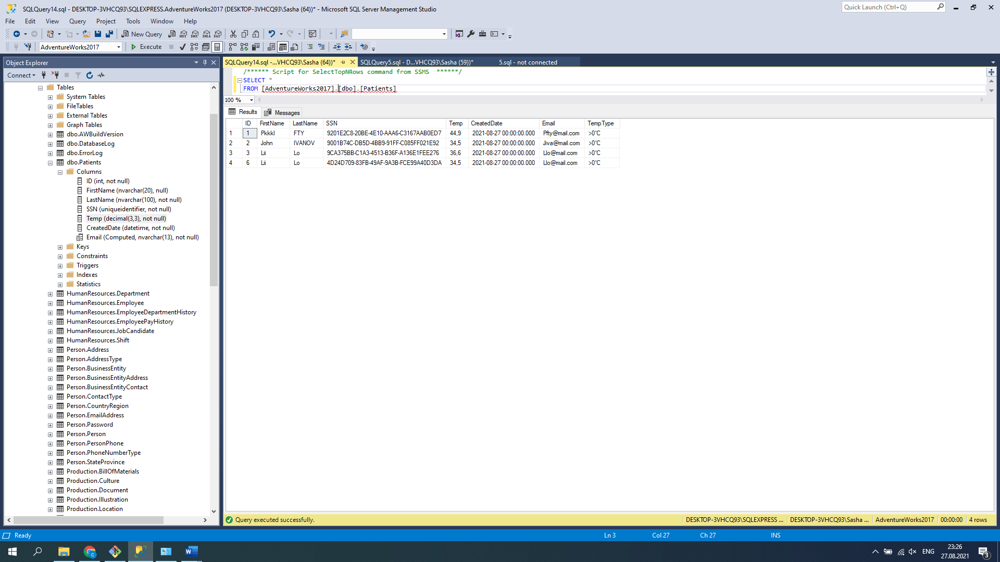 SQLQuery14.sql - DESKTOP-3VHCQ93\SQLEXPRESS.AdventureWorks2017 (DESKTOP-3VHCQ93\Sasha (64))* - Microsoft SQL Server Management Studio
Quick Launch (Ctrl+Q)
File Edit View Query Project Tools Window Help
New Query
MDX DMX XMLA DAX
AdventureWorks2017
Execute
Object Explorer
SQLQuery14.sql -...VHCQ93\Sasha (64))*
SQLQuery5.sql - D...VHCQ93\Sasha (59))*
5.sql - not connected
Connect
Tables
System Tables
FileTables
External Tables
Graph Tables
dbo.AWBuildVersion
dbo.DatabaseLog
dbo.ErrorLog
dbo.Patients
Columns
ID (int, not null)
FirstName (nvarchar(20), null)
LastName (nvarchar(100), not null)
SSN (uniqueidentifier, not null)
Temp (decimal(3,3), not null)
CreatedDate (datetime, not null)
Email (Computed, nvarchar(13), not null)
Keys
Constraints
Triggers
Indexes
Statistics
HumanResources.Department
HumanResources.Employee
HumanResources.EmployeeDepartmentHistory
HumanResources.EmployeePayHistory
HumanResources.JobCandidate
HumanResources.Shift
Person.Address
Person.AddressType
Person.BusinessEntity
Person.BusinessEntityAddress
Person.BusinessEntityContact
Person.ContactType
Person.CountryRegion
Person.EmailAddress
Person.Password
Person.Person
Person.PersonPhone
Person.PhoneNumberType
Person.StateProvince
Production.BillOfMaterials
Production.Culture
Production.Document
Production.Illustration
Production.Location
/****** Script for SelectTopNRows command from SSMS  ******/
SELECT *
FROM [AdventureWorks2017].[dbo].[Patients]
100 %
Results Messages
ID FirstName LastName SSN Temp CreatedDate Email TempType
1 1 Pkkkl FTY 9201E2C8-20BE-4E10-AAA6-C3167AAB0ED7 44,9 2021-08-27 00:00:00.000 Pfty@mail.com >0°C
2 2 John IVANOV 9001B74C-DB5D-4BB9-91FF-C085FF021E92 34,5 2021-08-27 00:00:00.000 Jiva@mail.com >0°C
3 3 Lii Lo 9CA375BB-C1A3-4513-B36F-A136E1FEE276 36,6 2021-08-27 00:00:00.000 Llo@mail.com >0°C
4 6 Lii Lo 4D24D709-83FB-49AF-9A3B-FCE99A40D3DA 34,5 2021-08-27 00:00:00.000 Llo@mail.com >0°C
Query executed successfully.
DESKTOP-3VHCQ93\SQLEXPRESS ... DESKTOP-3VHCQ93\Sasha ... AdventureWorks2017 00:00:00 4 rows
Ready
Ln 3 Col 27 Ch 27 INS
ENG
23:26
27.08.2021
3